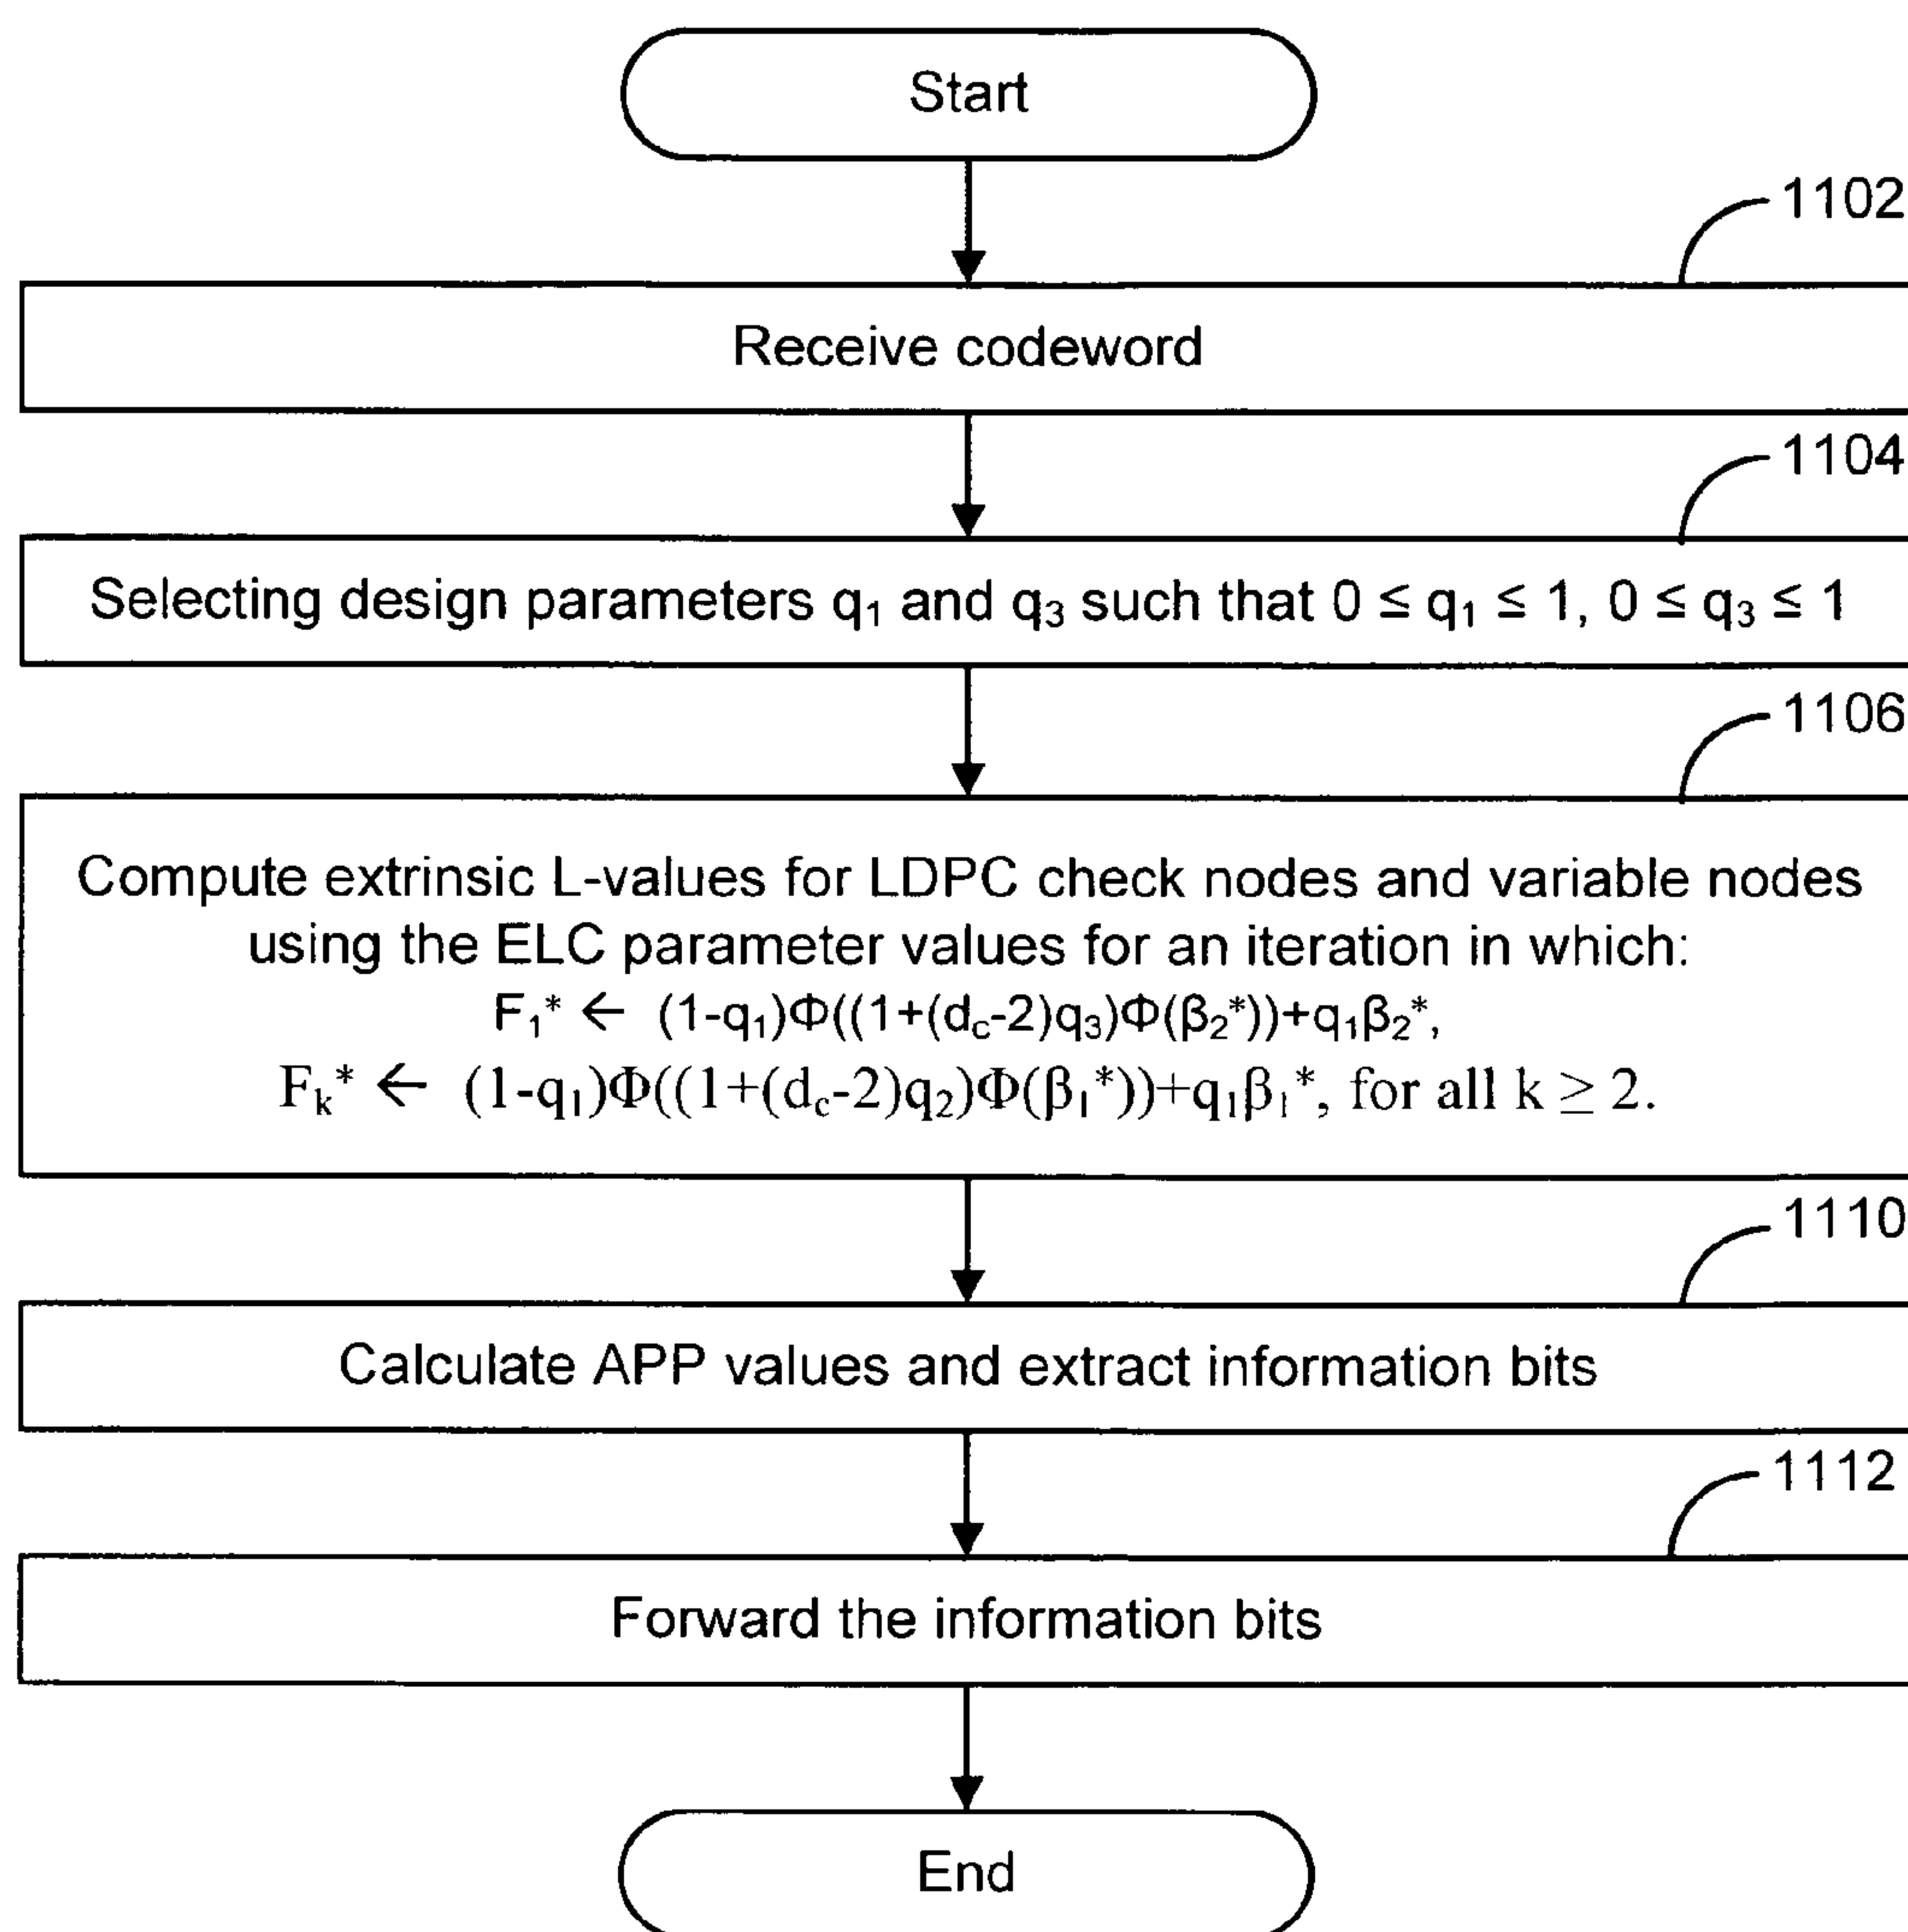 Start
1102
Receive codeword
1104
Selecting design parameters q₁ and q₃ such that 0 ≤ q₁ ≤ 1, 0 ≤ q₃ ≤ 1
1106
Compute extrinsic L-values for LDPC check nodes and variable nodes
using the ELC parameter values for an iteration in which:
F₁* ← (1-q₁)Φ((1+(d_c-2)q₃)Φ(β₂*))+q₁β₂*,
F_k* ← (1-q₁)Φ((1+(d_c-2)q₂)Φ(β₁*))+q₁β₁*, for all k ≥ 2.
1110
Calculate APP values and extract information bits
1112
Forward the information bits
End